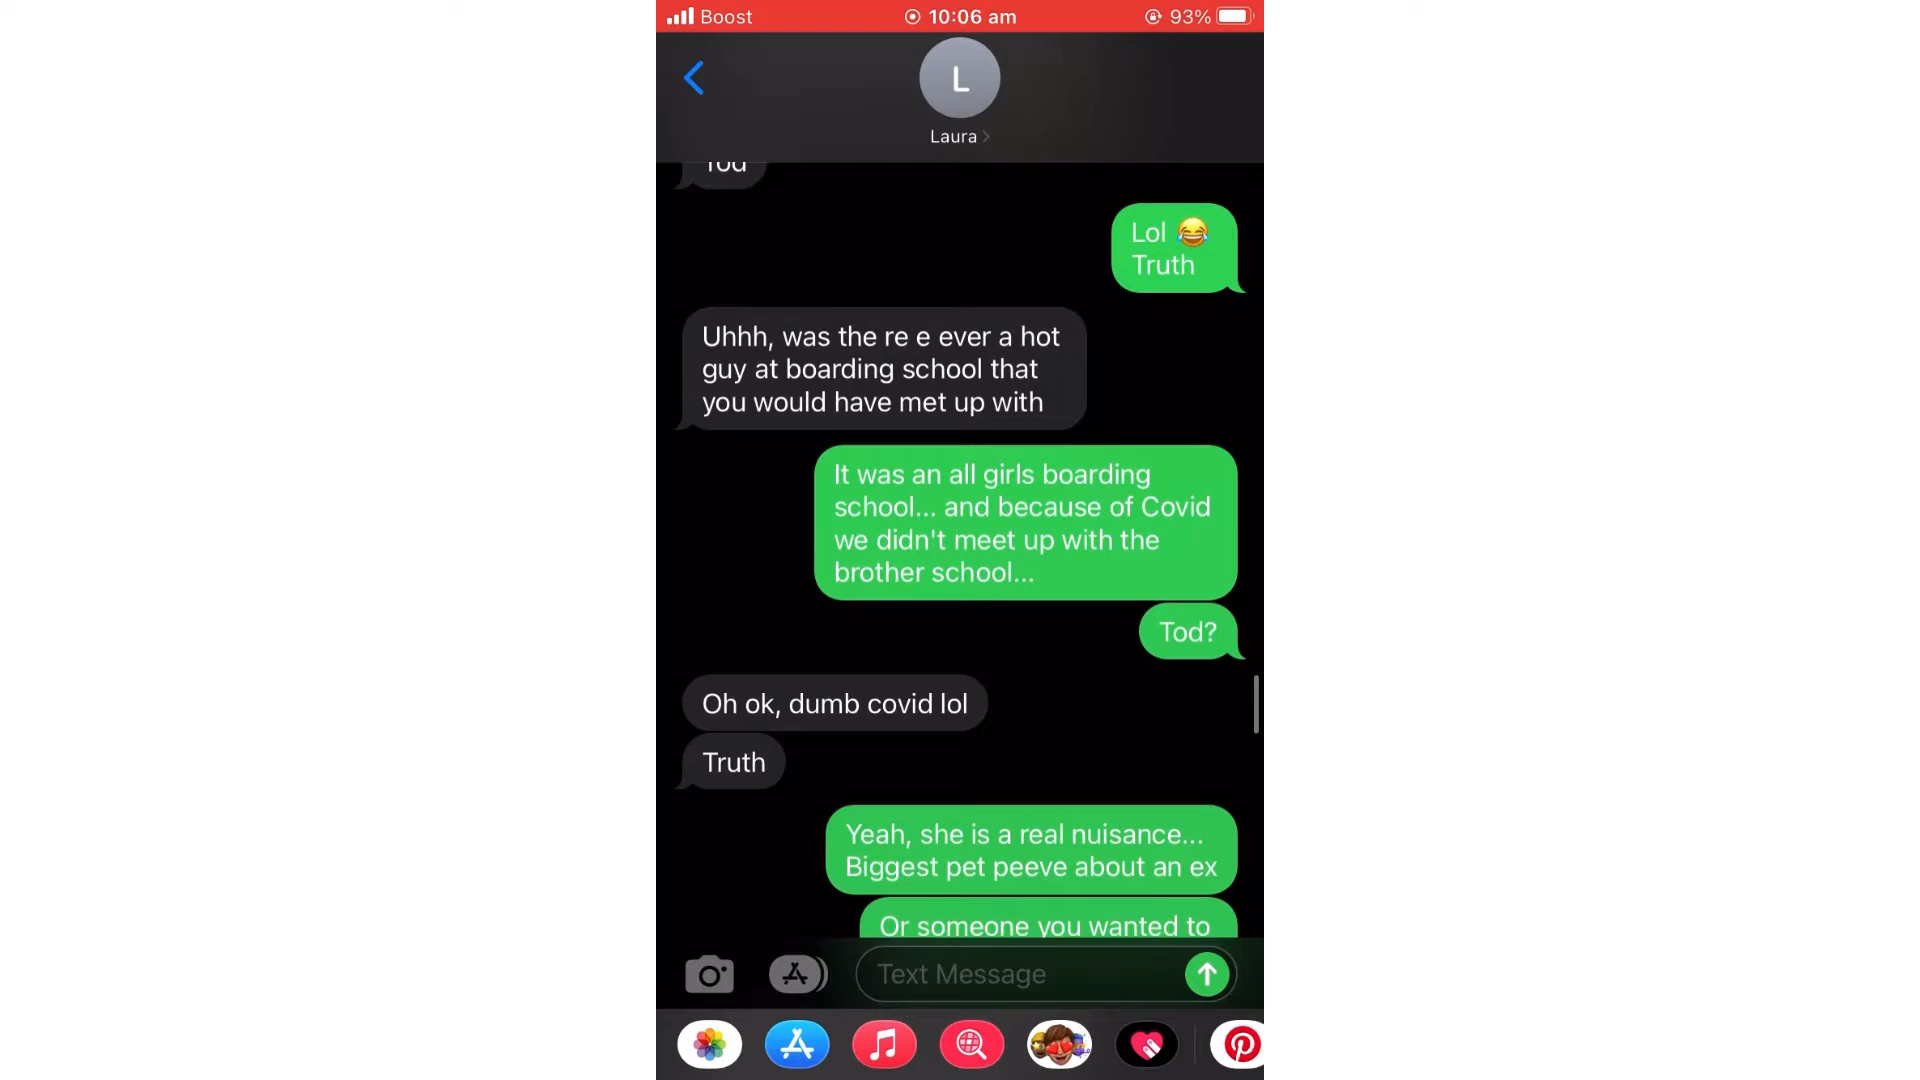 Boost
10:06 am
93%
L
Laura
Tod
Lol 😂
Truth
Uhhh, was the re e ever a hot
guy at boarding school that
you would have met up with
It was an all girls boarding
school... and because of Covid
we didn't meet up with the
brother school...
Tod?
Oh ok, dumb covid lol
Truth
Yeah, she is a real nuisance...
Biggest pet peeve about an ex
Or someone you wanted to
Text Message